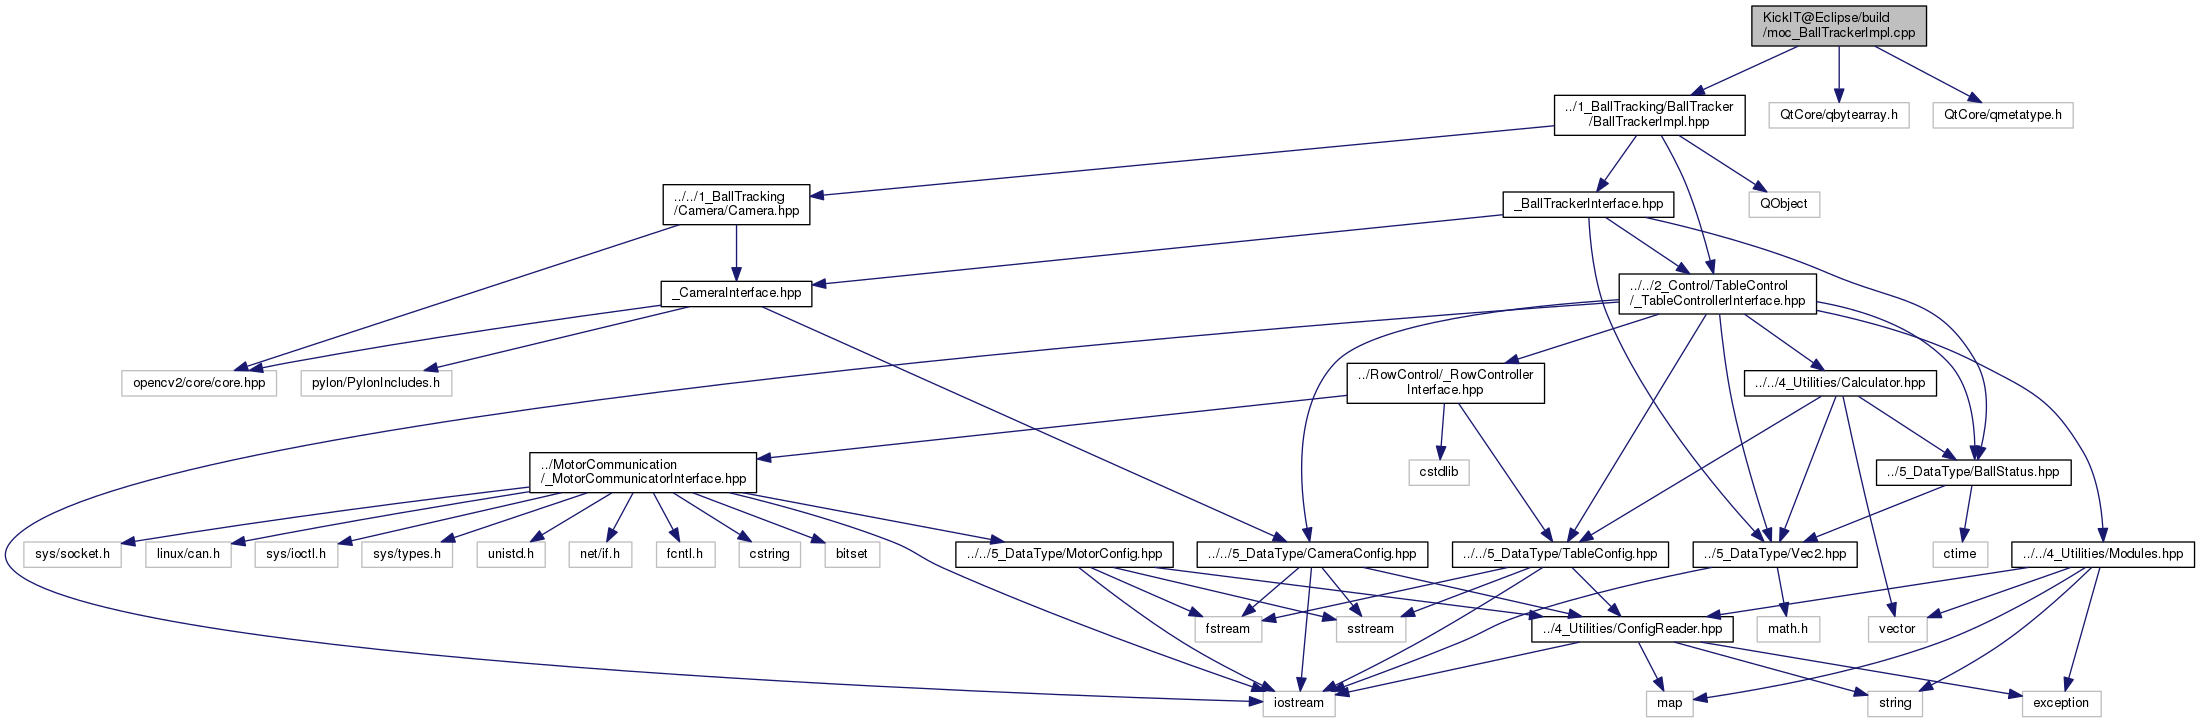 KickIT@Eclipse/build
/moc_BallTrackerImpl.cpp
../1_BallTracking/BallTracker
/BallTrackerImpl.hpp
QtCore/qbytearray.h
QtCore/qmetatype.h
../../1_BallTracking
/Camera/Camera.hpp
_BallTrackerInterface.hpp
QObject
_CameraInterface.hpp
../../2_Control/TableControl
/_TableControllerInterface.hpp
opencv2/core/core.hpp
pylon/PylonIncludes.h
../RowControl/_RowController
Interface.hpp
../../4_Utilities/Calculator.hpp
../MotorCommunication
/_MotorCommunicatorInterface.hpp
cstdlib
../5_DataType/BallStatus.hpp
sys/socket.h
linux/can.h
sys/ioctl.h
sys/types.h
unistd.h
net/if.h
fcntl.h
cstring
bitset
../../5_DataType/MotorConfig.hpp
../../5_DataType/CameraConfig.hpp
../../5_DataType/TableConfig.hpp
../5_DataType/Vec2.hpp
ctime
../../4_Utilities/Modules.hpp
fstream
sstream
../4_Utilities/ConfigReader.hpp
math.h
vector
iostream
map
string
exception